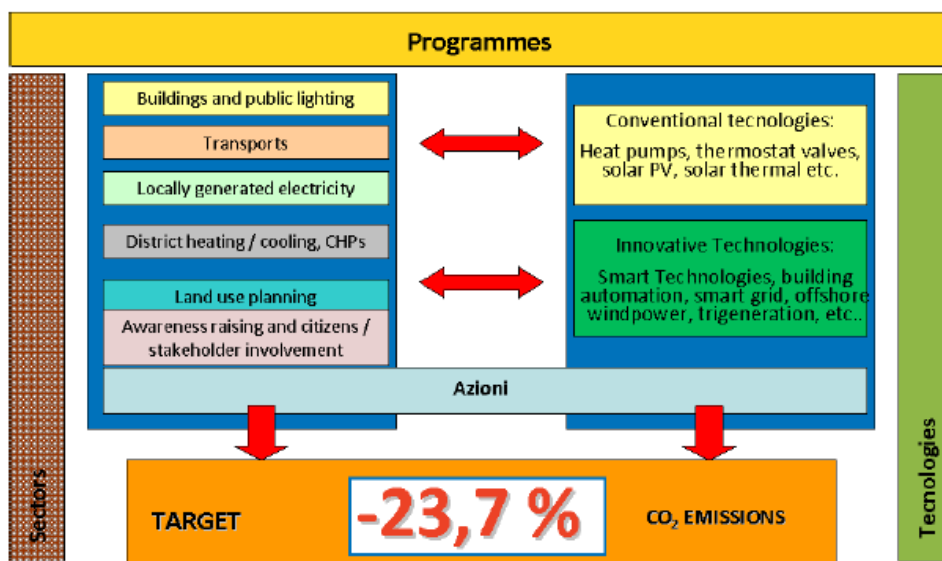 Programmes
Sectors
Buildings and public lighting
Transports
Locally generated electricity
District heating / cooling, CHPs
Land use planning
Awareness raising and citizens /
stakeholder involvement
Conventional tecnologies:
Heat pumps, thermostat valves,
solar PV, solar thermal etc.
Innovative Technologies:
Smart Technologies, building
automation, smart grid, offshore
windpower, trigeneration, etc..
Azioni
TARGET
-23,7 %
CO₂ EMISSIONS
Tecnologies